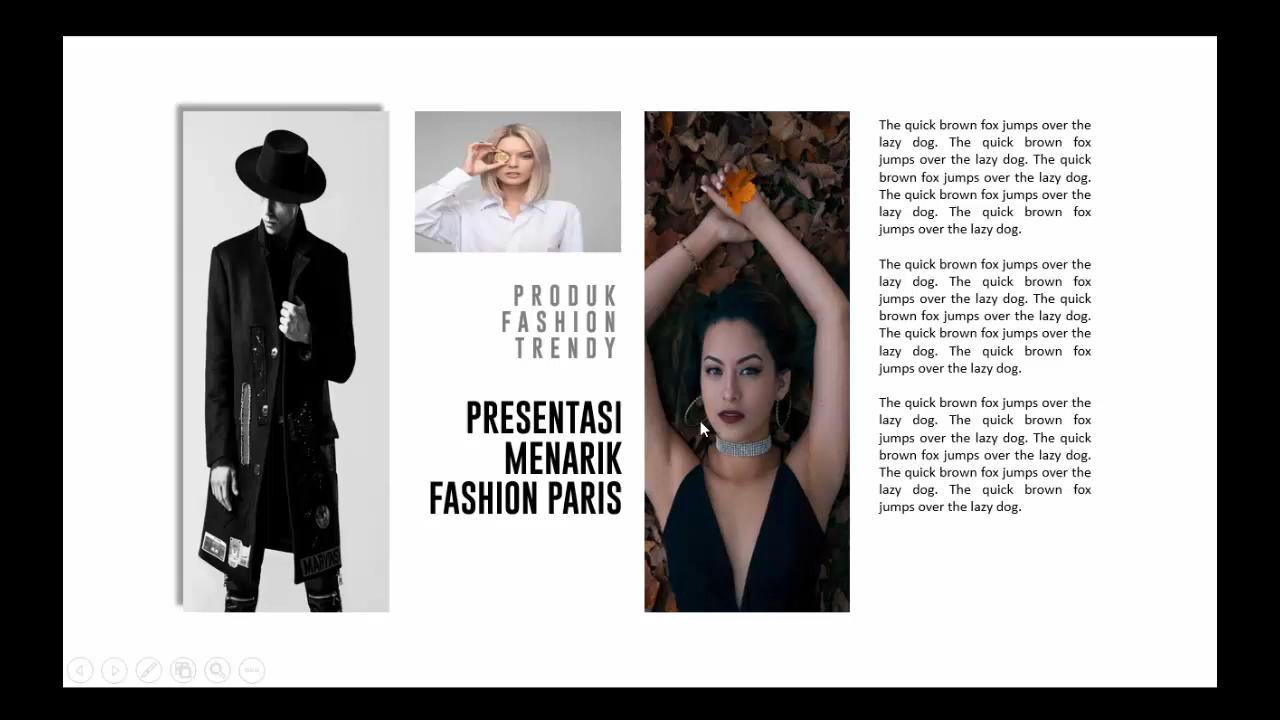 PRODUK
FASHION
TRENDY
PRESENTASI
MENARIK
FASHION PARIS
The quick brown fox jumps over the
lazy dog. The quick brown fox
jumps over the lazy dog. The quick
brown fox jumps over the lazy dog.
The quick brown fox jumps over the
lazy dog. The quick brown fox
jumps over the lazy dog.
The quick brown fox jumps over the
lazy dog. The quick brown fox
jumps over the lazy dog. The quick
brown fox jumps over the lazy dog.
The quick brown fox jumps over the
lazy dog. The quick brown fox
jumps over the lazy dog.
The quick brown fox jumps over the
lazy dog. The quick brown fox
jumps over the lazy dog. The quick
brown fox jumps over the lazy dog.
The quick brown fox jumps over the
lazy dog. The quick brown fox
jumps over the lazy dog.